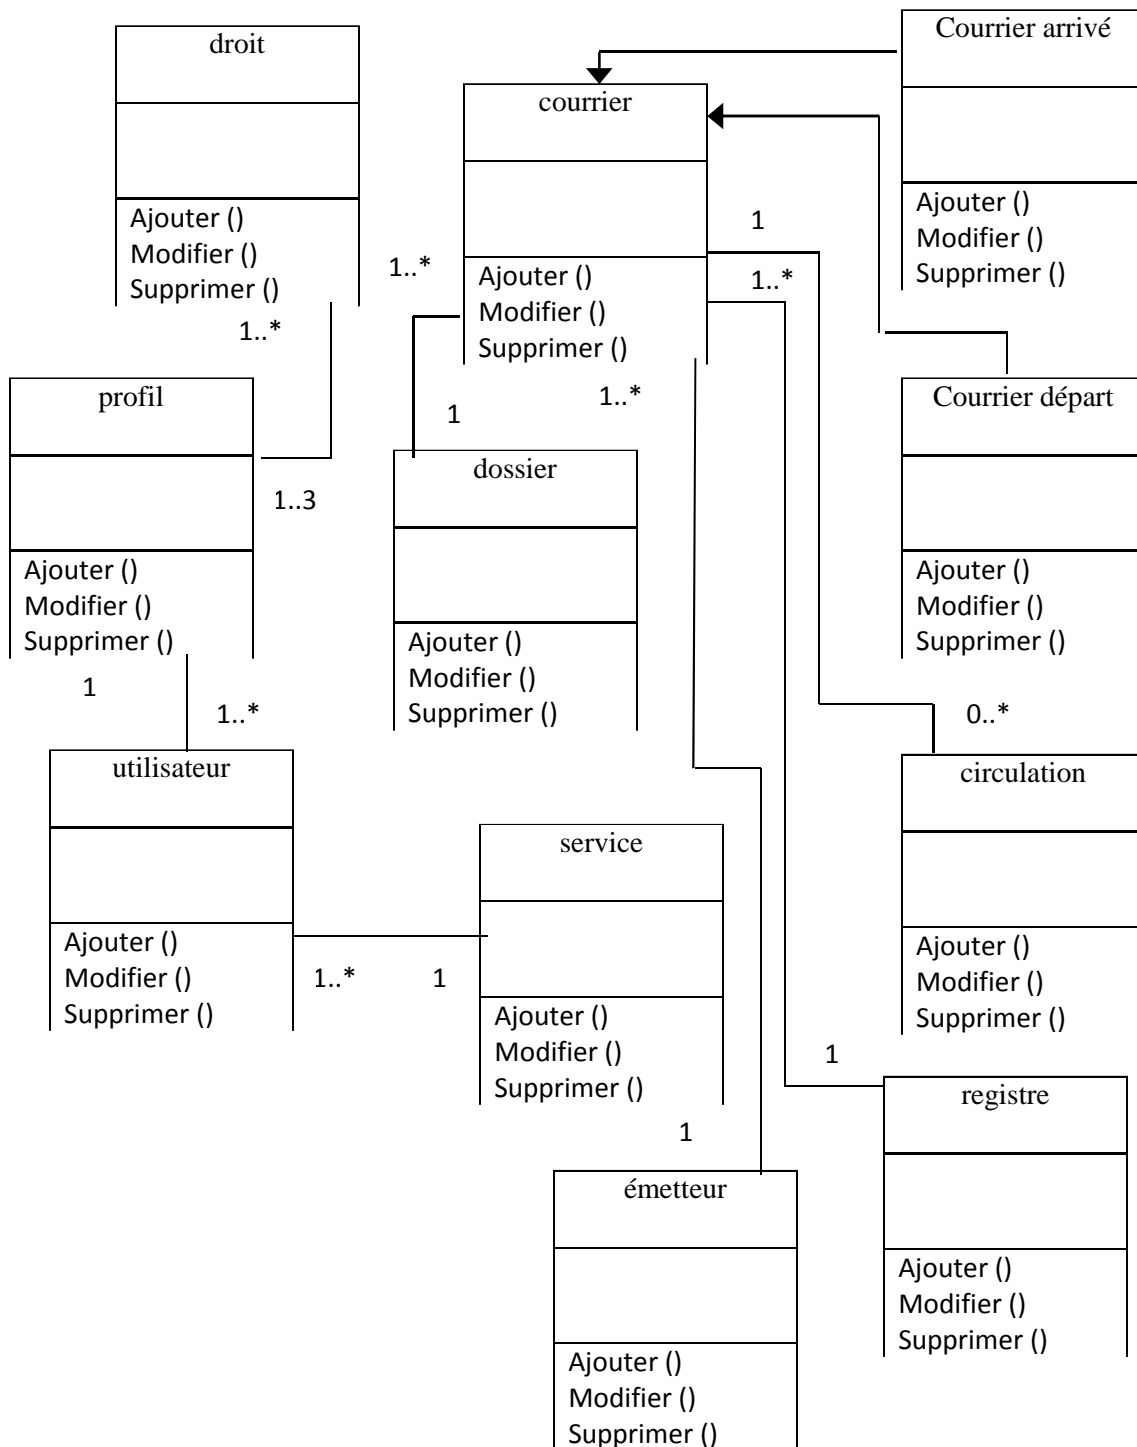 droit
Ajouter ()
Modifier ()
Supprimer ()
1..*
courrier
Ajouter ()
Modifier ()
Supprimer ()
1..*
1
1..*
1..*
Courrier arrivé
Ajouter ()
Modifier ()
Supprimer ()
profil
Ajouter ()
Modifier ()
Supprimer ()
1..3
1
1..*
1
dossier
Ajouter ()
Modifier ()
Supprimer ()
Courrier départ
Ajouter ()
Modifier ()
Supprimer ()
0..*
utilisateur
Ajouter ()
Modifier ()
Supprimer ()
1..*
1
service
Ajouter ()
Modifier ()
Supprimer ()
circulation
Ajouter ()
Modifier ()
Supprimer ()
1
registre
Ajouter ()
Modifier ()
Supprimer ()
1
émetteur
Ajouter ()
Modifier ()
Supprimer ()